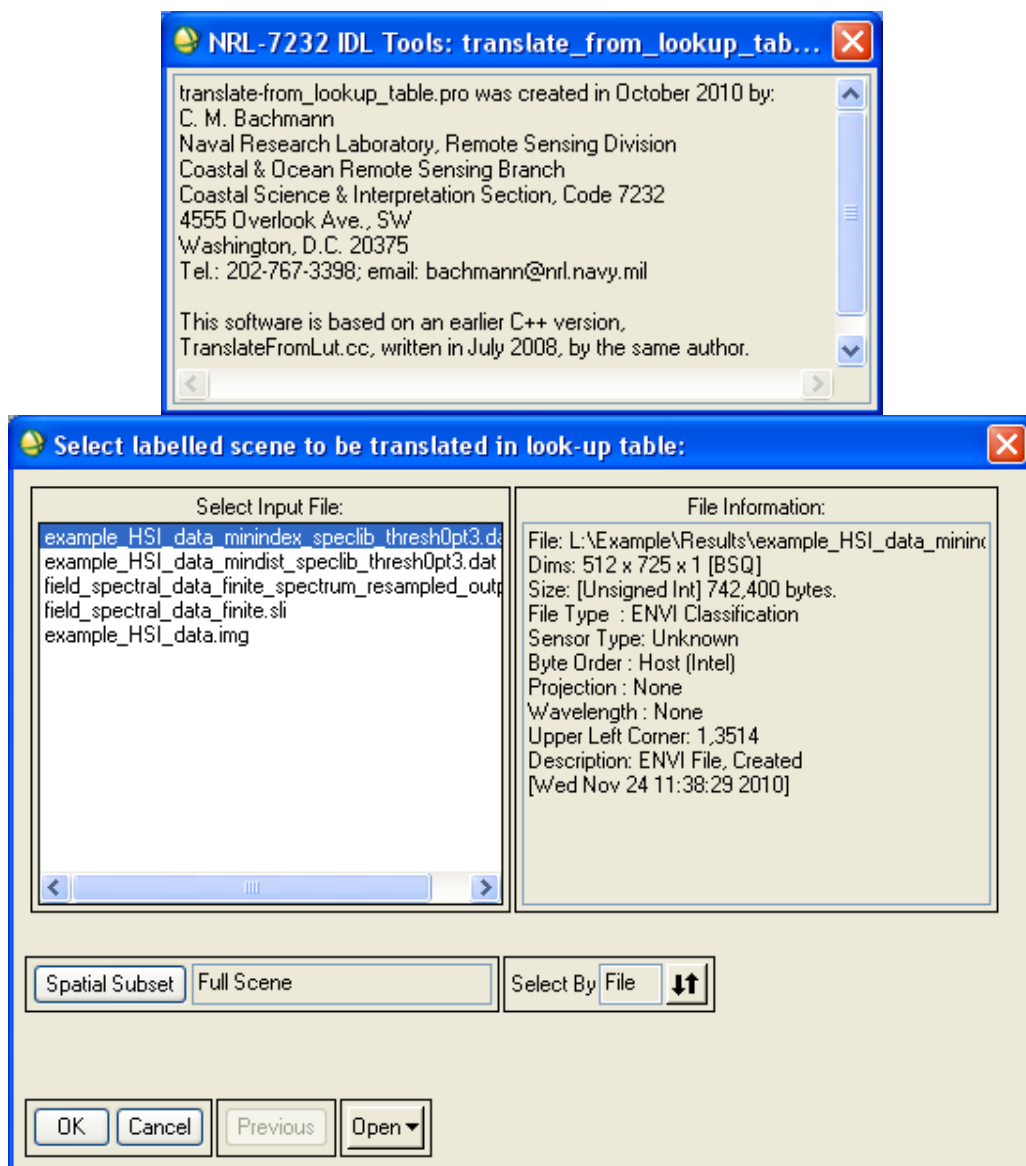 NRL-7232 IDL Tools: translate_from_lookup_tab...
translate-from_lookup_table.pro was created in October 2010 by:
C. M. Bachmann
Naval Research Laboratory, Remote Sensing Division
Coastal & Ocean Remote Sensing Branch
Coastal Science & Interpretation Section, Code 7232
4555 Overlook Ave., SW
Washington, D.C. 20375
Tel.: 202-767-3398; email: bachmann@nrl.navy.mil
This software is based on an earlier C++ version,
TranslateFromLut.cc, written in July 2008, by the same author.
Select labelled scene to be translated in look-up table:
Select Input File:
example_HSI_data_minindex_speclib_thresh0pt3.da
example_HSI_data_mindist_speclib_thresh0pt3.dat
field_spectral_data_finite_spectrum_resampled_outp
field_spectral_data_finite.sli
example_HSI_data.img
File Information:
File: L:\Example\Results\example_HSI_data_minind
Dims: 512 x 725 x 1 [BSQ]
Size: [Unsigned Int] 742,400 bytes.
File Type : ENVI Classification
Sensor Type: Unknown
Byte Order : Host (Intel)
Projection : None
Wavelength : None
Upper Left Corner: 1,3514
Description: ENVI File, Created
[Wed Nov 24 11:38:29 2010]
Spatial Subset Full Scene Select By File
OK Cancel Previous Open